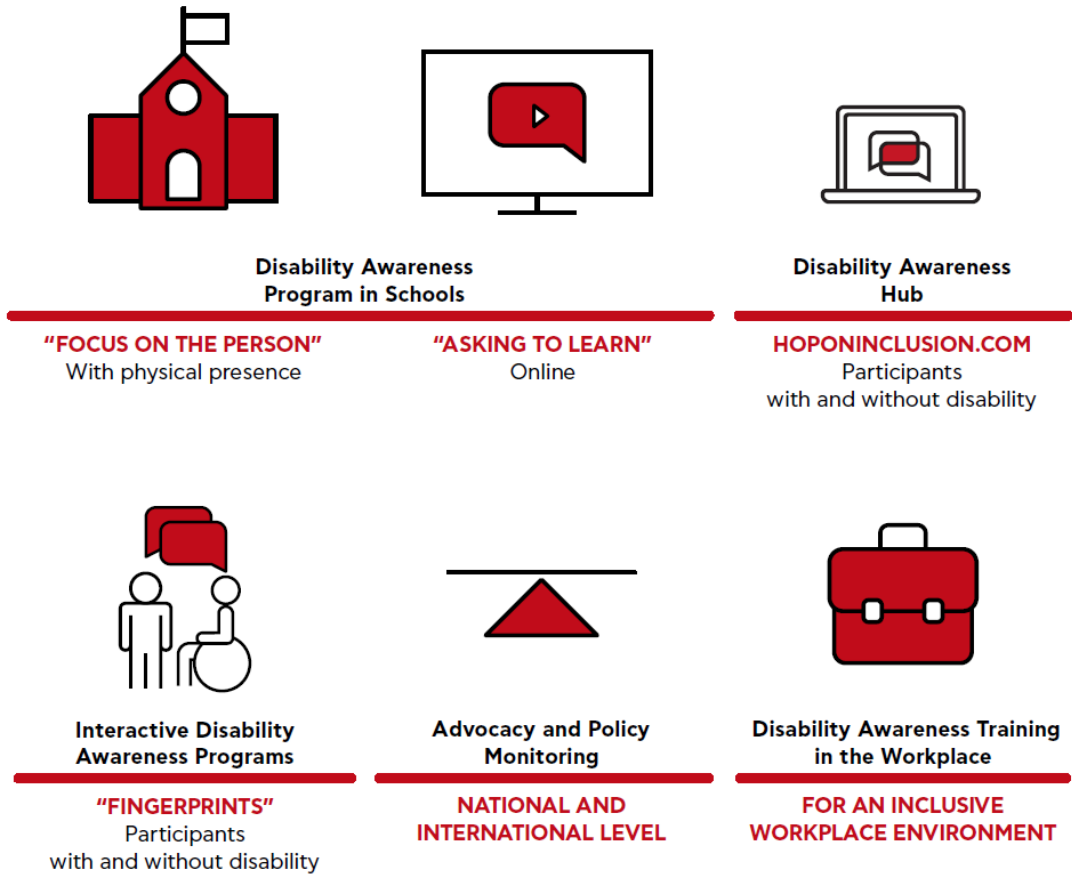 Disability Awareness
Program in Schools
“FOCUS ON THE PERSON”
With physical presence
“ASKING TO LEARN”
Online
Disability Awareness
Hub
HOPONINCLUSION.COM
Participants
with and without disability
Interactive Disability
Awareness Programs
“FINGERPRINTS”
Participants
with and without disability
Advocacy and Policy
Monitoring
NATIONAL AND
INTERNATIONAL LEVEL
Disability Awareness Training
in the Workplace
FOR AN INCLUSIVE
WORKPLACE ENVIRONMENT